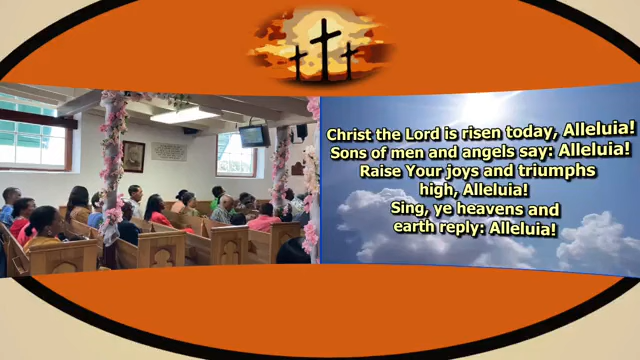 Christ the Lord is risen today, Alleluia!
Sons of men and angels say: Alleluia!
Raise Your joys and triumphs
high, Alleluia!
Sing, ye heavens and
earth reply: Alleluia!